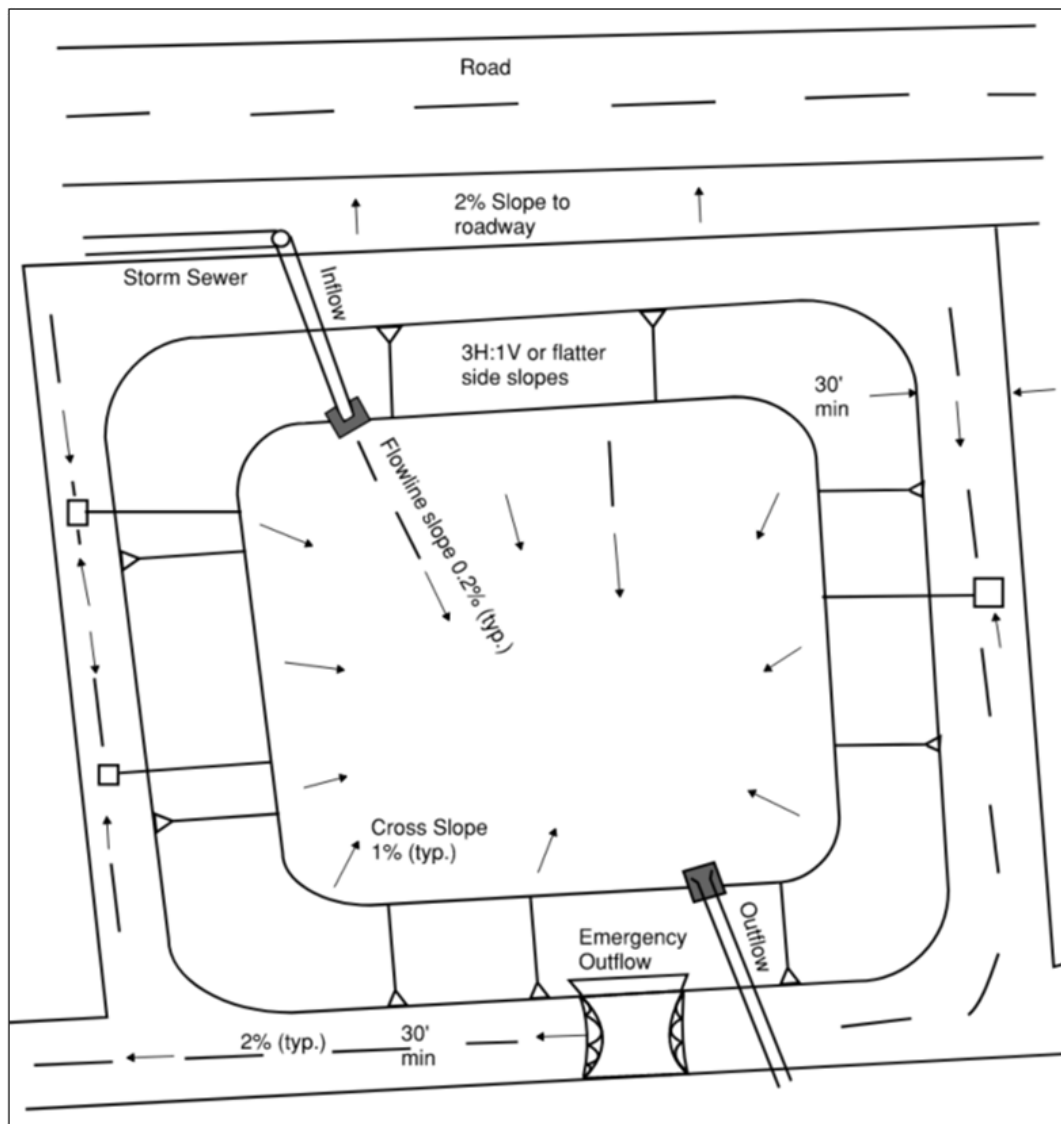 Road
2% Slope to
roadway
Storm Sewer
Inflow
3H:1V or flatter
side slopes
30'
min
Flowline slope 0.2% (typ.)
Cross Slope
1% (typ.)
Emergency
Outflow
Outflow
2% (typ.)
30'
min